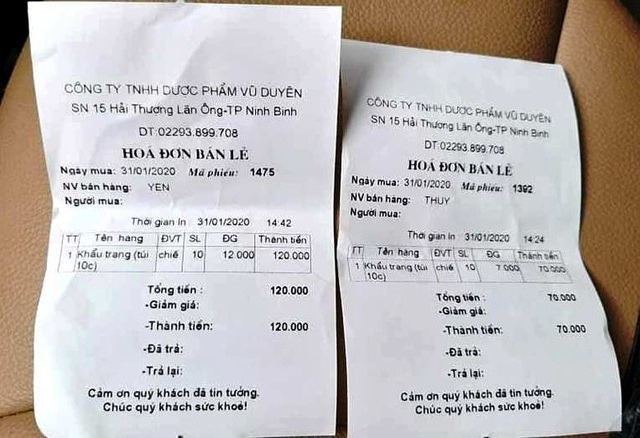 CÔNG TY TNHH DƯỢC PHẨM VŨ DUYÊN
SN 15 Hải Thượng Lãn Ông-TP Ninh Bình
DT:02293.899.708
HOÁ ĐƠN BÁN LẺ
Ngày mua: 31/01/2020 Mã phiếu: 1475
NV bán hàng: YEN
Người mua:
Thời gian in 31/01/2020 14:42
TT Tên hàng ĐVT SL ĐG Thành tiền
1 Khẩu trang (túi chiế 10 12.000 120.000
10c)
Tổng tiền : 120.000
-Giảm giá:
-Thành tiền: 120.000
-Đã trả:
-Trả lại:
Cảm ơn quý khách đã tin tưởng.
Chúc quý khách sức khoẻ!
CÔNG TY TNHH DƯỢC PHẨM VŨ DUYÊN
SN 15 Hải Thượng Lãn Ông-TP Ninh Bình
DT:02293.899.708
HOÁ ĐƠN BÁN LẺ
Ngày mua: 31/01/2020 Mã phiếu: 1392
NV bán hàng: THUY
Người mua:
Thời gian in 31/01/2020 14:24
TT Tên hàng ĐVT SL ĐG Thành tiền
1 Khẩu trang (túi chiế 10 7.000 70.000
10c)
Tổng tiền : 70.000
-Giảm giá:
-Thành tiền: 70.000
-Đã trả:
-Trả lại:
Cảm ơn quý khách đã tin tưởng.
Chúc quý khách sức khoẻ!